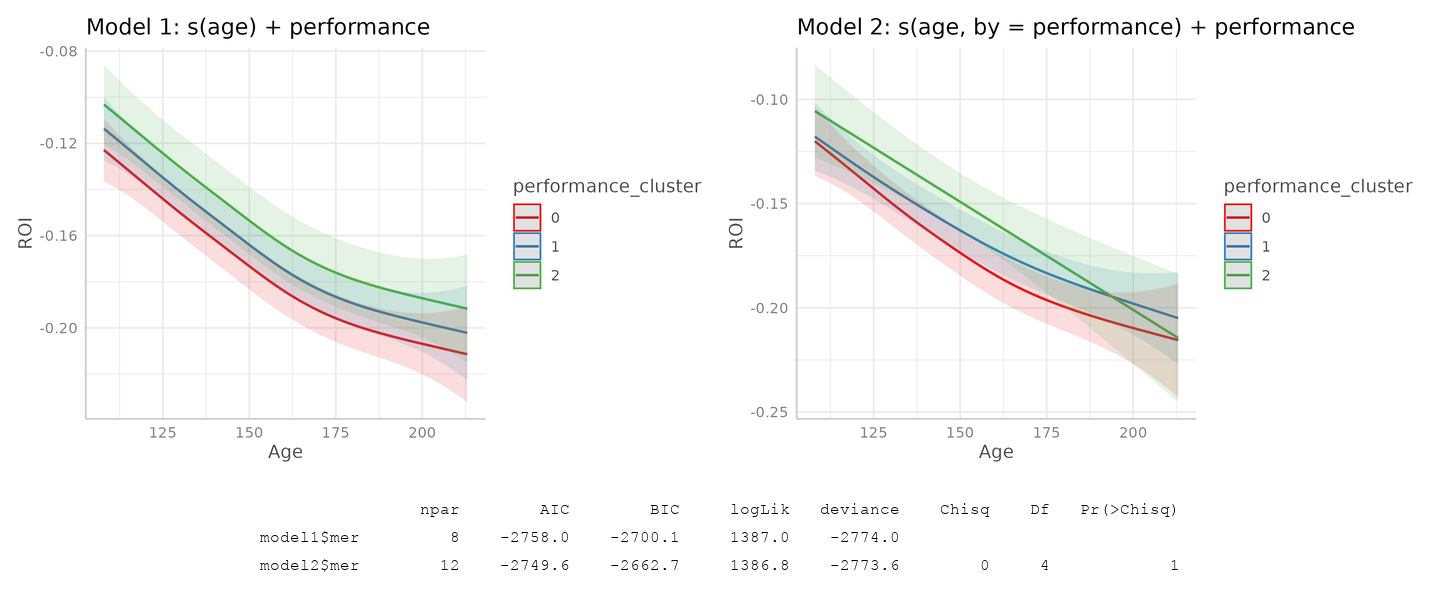 Model 1: s(age) + performance
-0.08
-0.12
-0.16
-0.20
ROI
125 150 175 200
Age
performance_cluster
0
1
2
Model 2: s(age, by = performance) + performance
-0.10
-0.15
-0.20
-0.25
ROI
125 150 175 200
Age
performance_cluster
0
1
2
npar AIC BIC logLik deviance Chisq Df Pr(>Chisq)
model1$mer 8 -2758.0 -2700.1 1387.0 -2774.0
model2$mer 12 -2749.6 -2662.7 1386.8 -2773.6 0 4 1